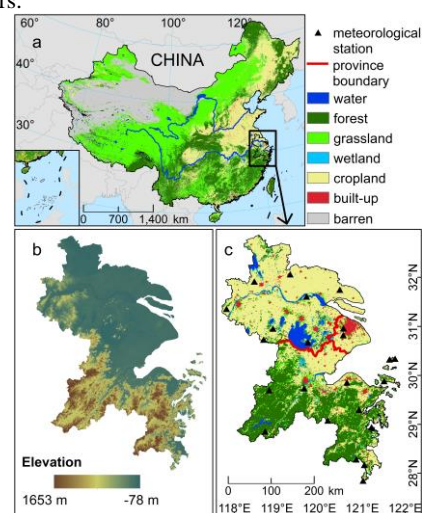 rs.
60° 80° 100° 120°
a
CHINA
40°
30°
0 700 1,400 km
meteorological
station
province
boundary
water
forest
grassland
wetland
cropland
built-up
barren
b
Elevation
1653 m -78 m
c
32°N
31°N
30°N
29°N
28°N
0 100 200 km
118°E 119°E 120°E 121°E 122°E